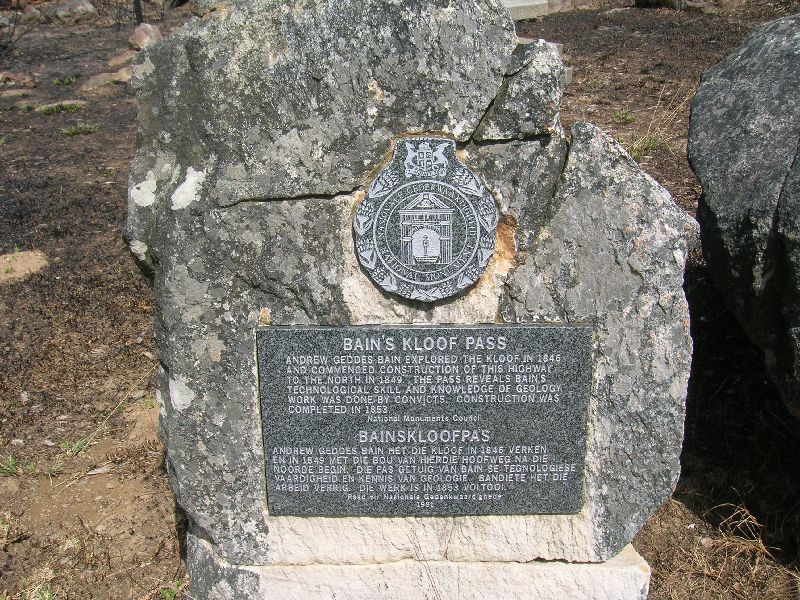 NATIONAL MONUMENT
BAIN'S KLOOF PASS
ANDREW GEDDES BAIN EXPLORED THE KLOOF IN 1846
AND COMMENCED CONSTRUCTION OF THIS HIGHWAY
TO THE NORTH IN 1849. THE PASS REVEALS BAIN'S
TECHNOLOGICAL SKILL AND KNOWLEDGE OF GEOLOGY.
WORK WAS DONE BY CONVICTS. CONSTRUCTION WAS
COMPLETED IN 1853.
National Monuments Council
BAINSKLOOFPAS
ANDREW GEDDES BAIN HET DIE KLOOF IN 1846 VERKEN
EN IN 1849 MET DIE BOU VAN HIERDIE HOOFWEG NA DIE
NOORDE BEGIN. DIE PAS GETUIG VAN BAIN SE TEGNOLOGIESE
VAARDIGHEID EN KENNIS VAN GEOLOGIE. BANDIETE HET DIE
ARBEID VERRIG. DIE WERK IS IN 1853 VOLTOOI.
Raad vir Nasionale Gedenkwaardighede